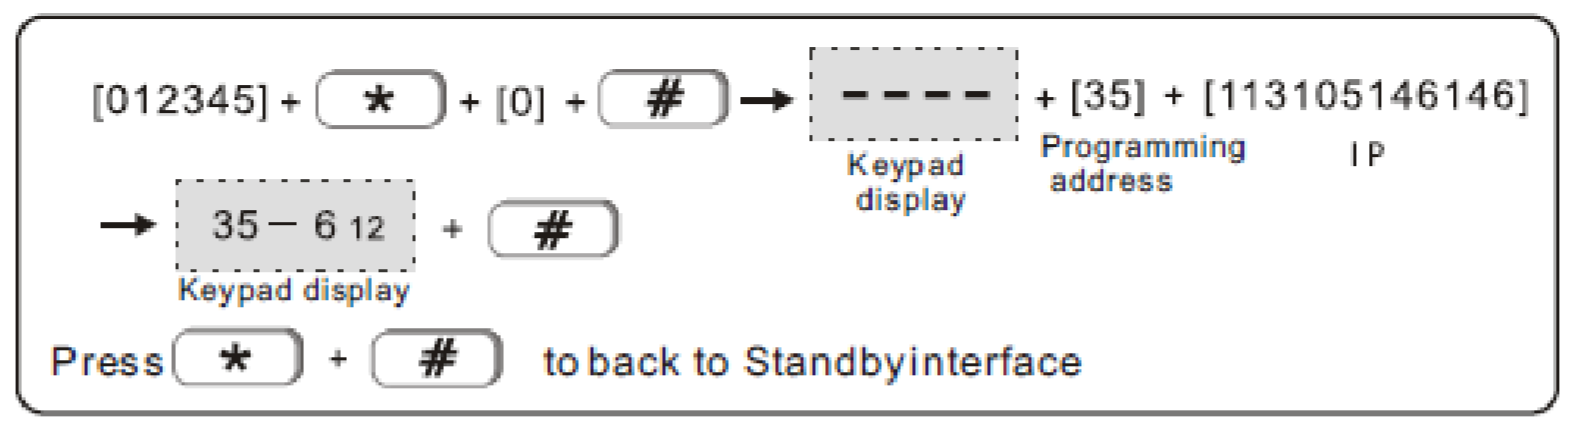 [012345] + * + [0] + # → ---- + [35] + [113105146146]
Keypad display
Programming address
IP
→ 35 — 6 12 + #
Keypad display
Press * + # to back to Standbyinterface